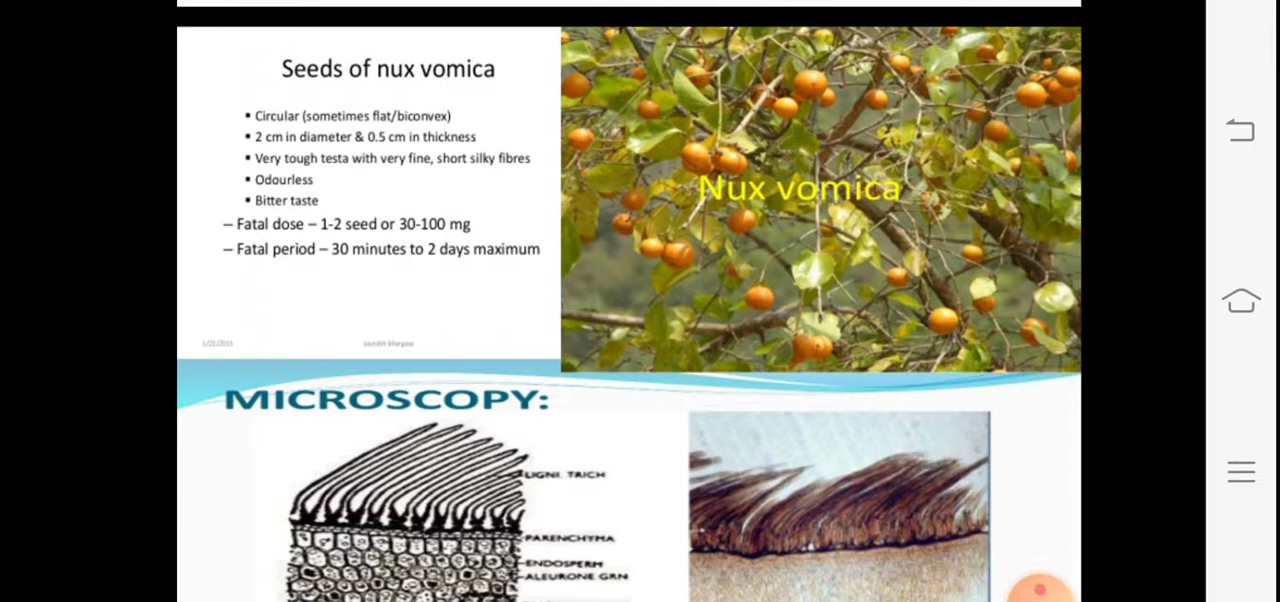 Seeds of nux vomica
▪ Circular (sometimes flat/biconvex)
▪ 2 cm in diameter & 0.5 cm in thickness
▪ Very tough testa with very fine, short silky fibres
▪ Odourless
▪ Bitter taste
– Fatal dose – 1-2 seed or 30-100 mg
– Fatal period – 30 minutes to 2 days maximum
Nux vomica
MICROSCOPY:
LIGNI. TRICH
PARENCHYMA
ENDOSPERM
ALEURONE GRN